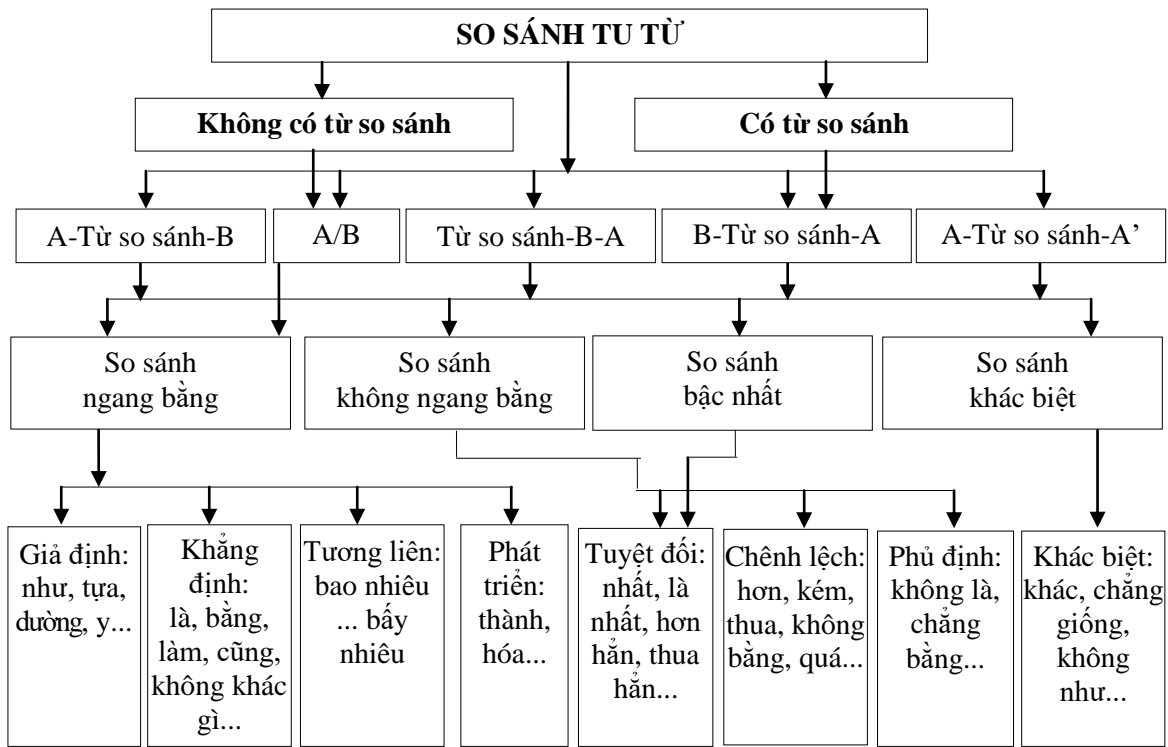 SO SÁNH TU TỪ
Không có từ so sánh
Có từ so sánh
A-Từ so sánh-B
A/B
Từ so sánh-B-A
B-Từ so sánh-A
A-Từ so sánh-A’
So sánh
ngang bằng
So sánh
không ngang bằng
So sánh
bậc nhất
So sánh
khác biệt
Giả định:
như, tựa,
dường, y...
Khẳng
định:
là, bằng,
làm, cũng,
không khác
gì...
Tương liên:
bao nhiêu
... bấy
nhiêu
Phát
triển:
thành,
hóa...
Tuyệt đối:
nhất, là
nhất, hơn
hẳn, thua
hẳn...
Chênh lệch:
hơn, kém,
thua, không
bằng, quá...
Phủ định:
không là,
chẳng
bằng...
Khác biệt:
khác, chẳng
giống,
không
như...